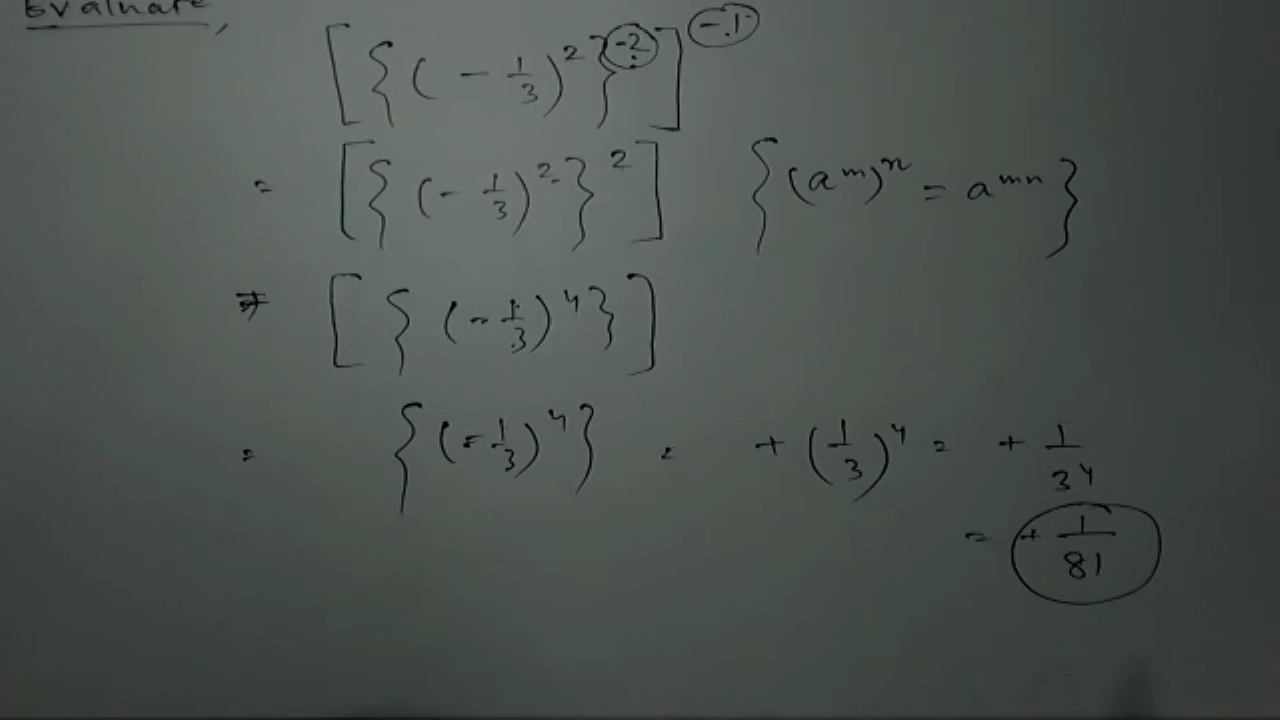 Evaluate,
[{(-1/3)^2}^-2]^-1
= [{(-1/3)^2}^2] {(a^m)^n = a^mn}
[{(-1/3)^4}]
= {(-1/3)^4} = +(1/3)^4 = + 1/3^4
= + 1/81